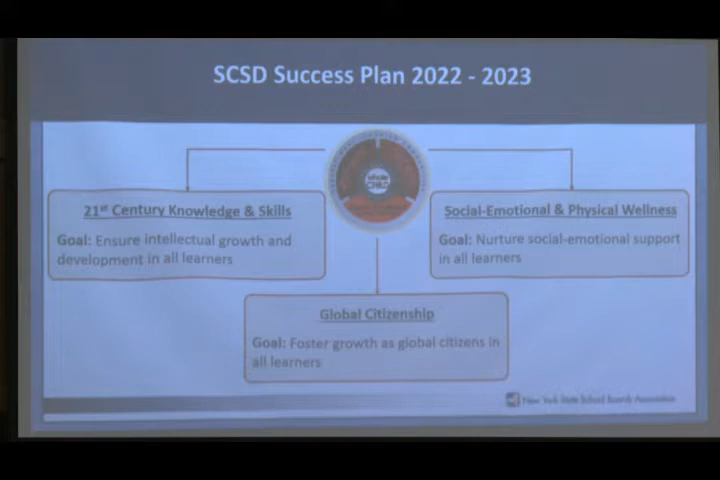 SCSD Success Plan 2022 - 2023
WHOLE
CHILD
21st Century Knowledge & Skills
Goal: Ensure intellectual growth and
development in all learners
Social-Emotional & Physical Wellness
Goal: Nurture social-emotional support
in all learners
Global Citizenship
Goal: Foster growth as global citizens in
all learners
New York State School Boards Association